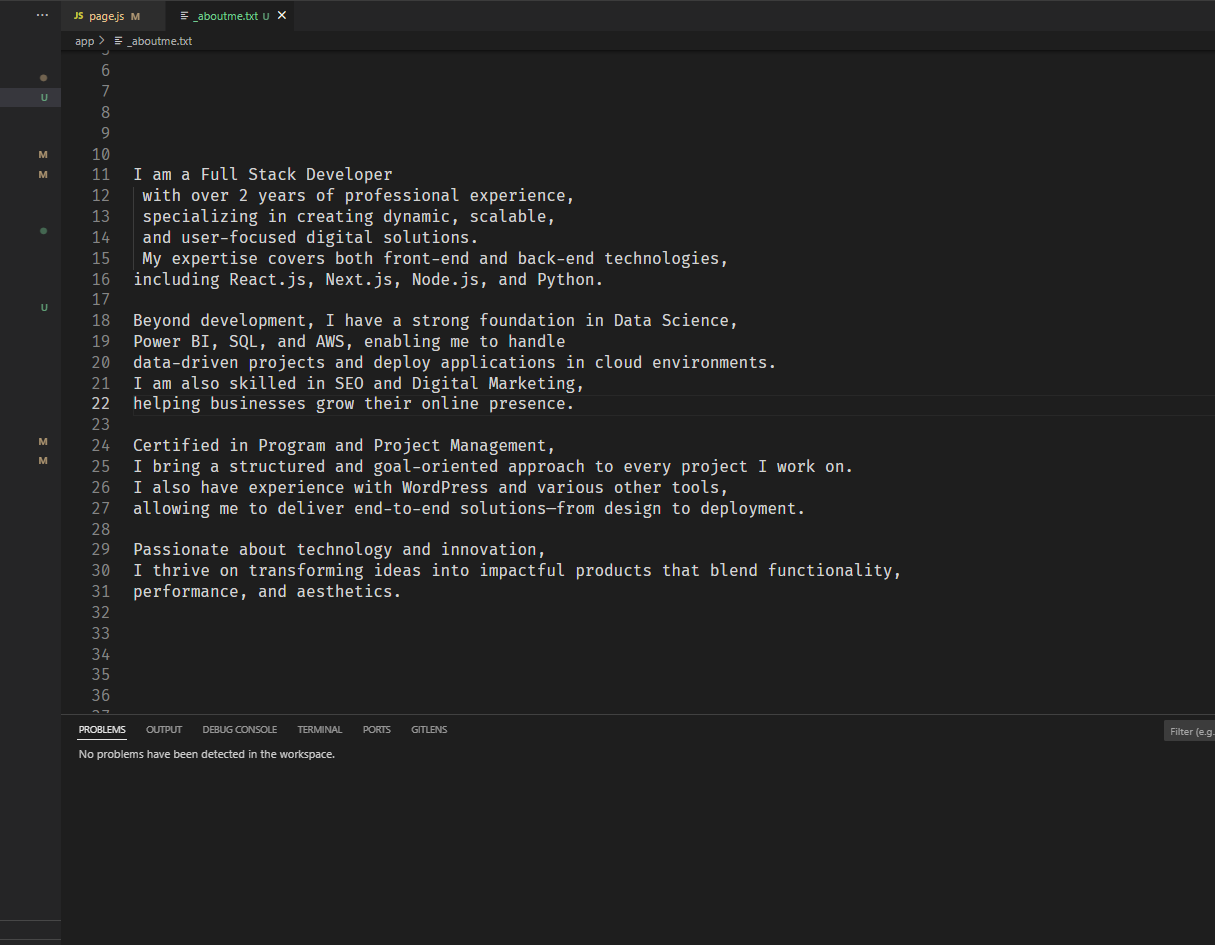 ··· JS page.js M _aboutme.txt U ×
app > _aboutme.txt
6
U 7
8
9
M 10
M 11 I am a Full Stack Developer
12 with over 2 years of professional experience,
13 specializing in creating dynamic, scalable,
14 and user-focused digital solutions.
15 My expertise covers both front-end and back-end technologies,
16 including React.js, Next.js, Node.js, and Python.
U 17
18 Beyond development, I have a strong foundation in Data Science,
19 Power BI, SQL, and AWS, enabling me to handle
20 data-driven projects and deploy applications in cloud environments.
21 I am also skilled in SEO and Digital Marketing,
22 helping businesses grow their online presence.
23
M 24 Certified in Program and Project Management,
M 25 I bring a structured and goal-oriented approach to every project I work on.
26 I also have experience with WordPress and various other tools,
27 allowing me to deliver end-to-end solutions—from design to deployment.
28
29 Passionate about technology and innovation,
30 I thrive on transforming ideas into impactful products that blend functionality,
31 performance, and aesthetics.
32
33
34
35
36
PROBLEMS OUTPUT DEBUG CONSOLE TERMINAL PORTS GITLENS Filter (e.g.
No problems have been detected in the workspace.